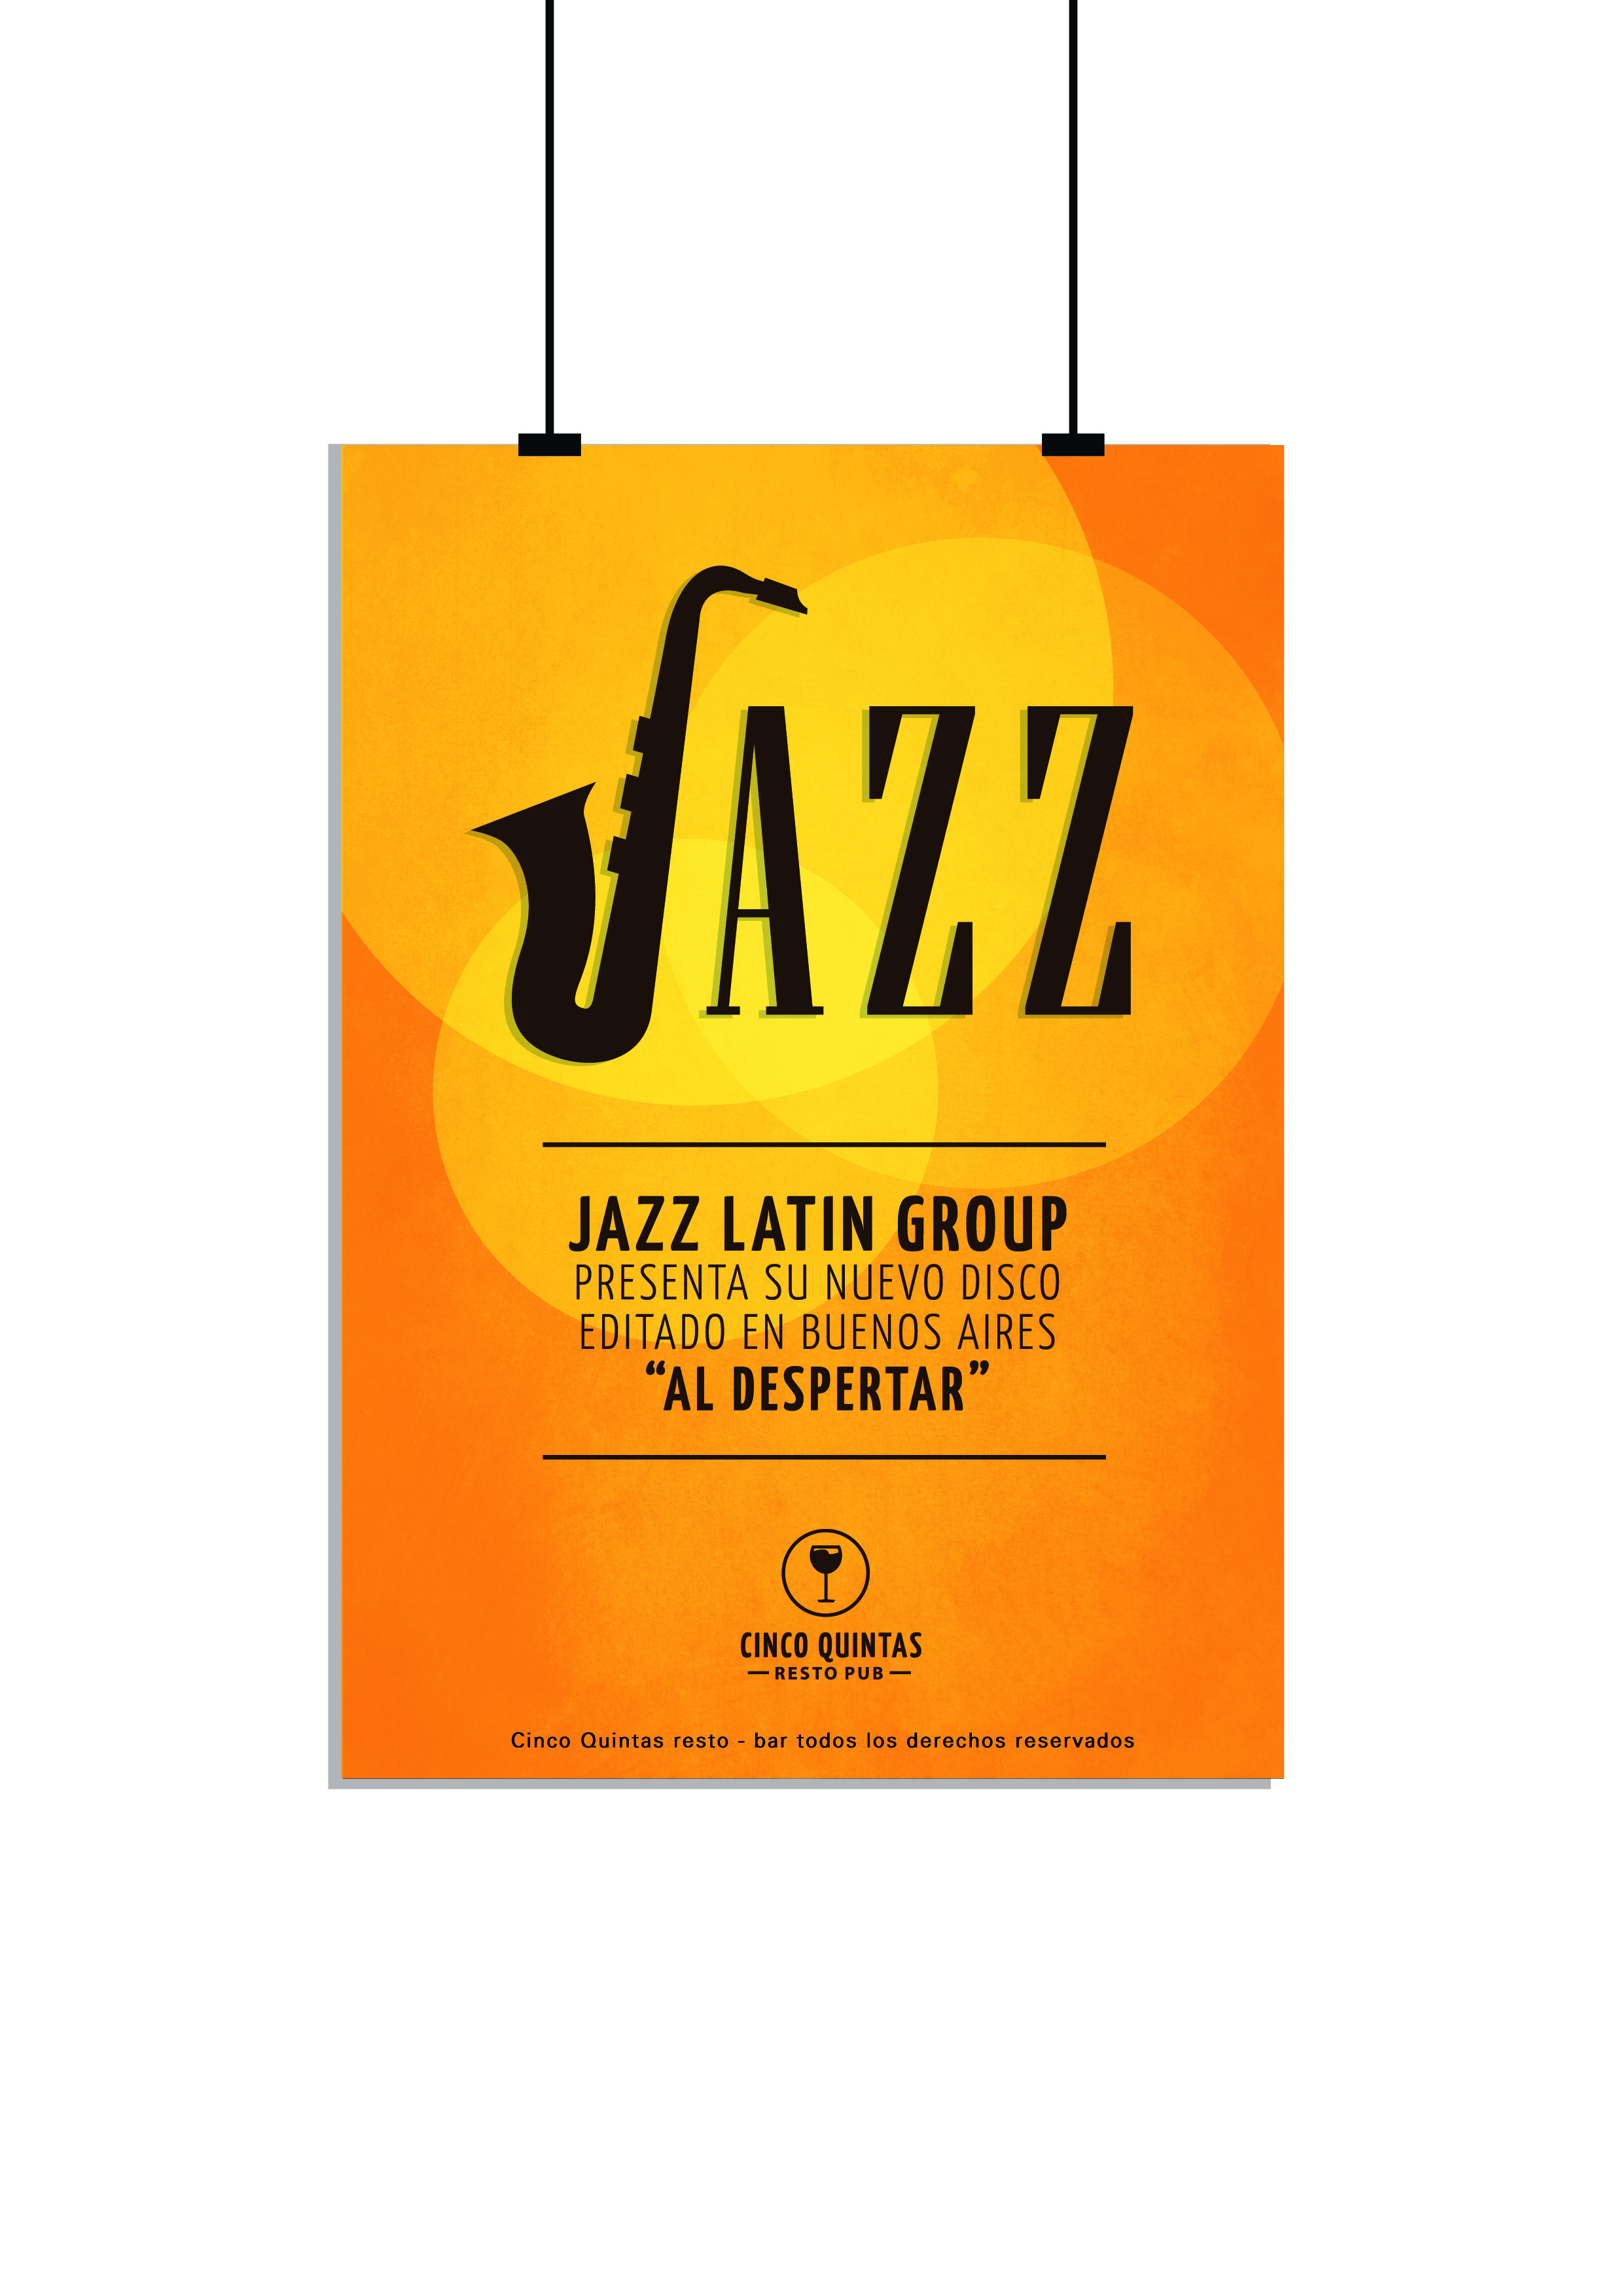 JAZZ
JAZZ LATIN GROUP
PRESENTA SU NUEVO DISCO
EDITADO EN BUENOS AIRES
“AL DESPERTAR”
CINCO QUINTAS
RESTO PUB
Cinco Quintas resto - bar todos los derechos reservados